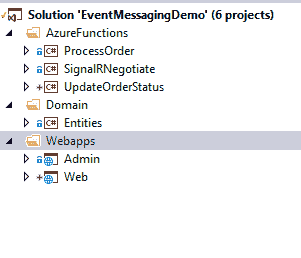 Solution 'EventMessagingDemo' (6 projects)
AzureFunctions
C# ProcessOrder
C# SignalRNegotiate
C# UpdateOrderStatus
Domain
C# Entities
Webapps
Admin
Web